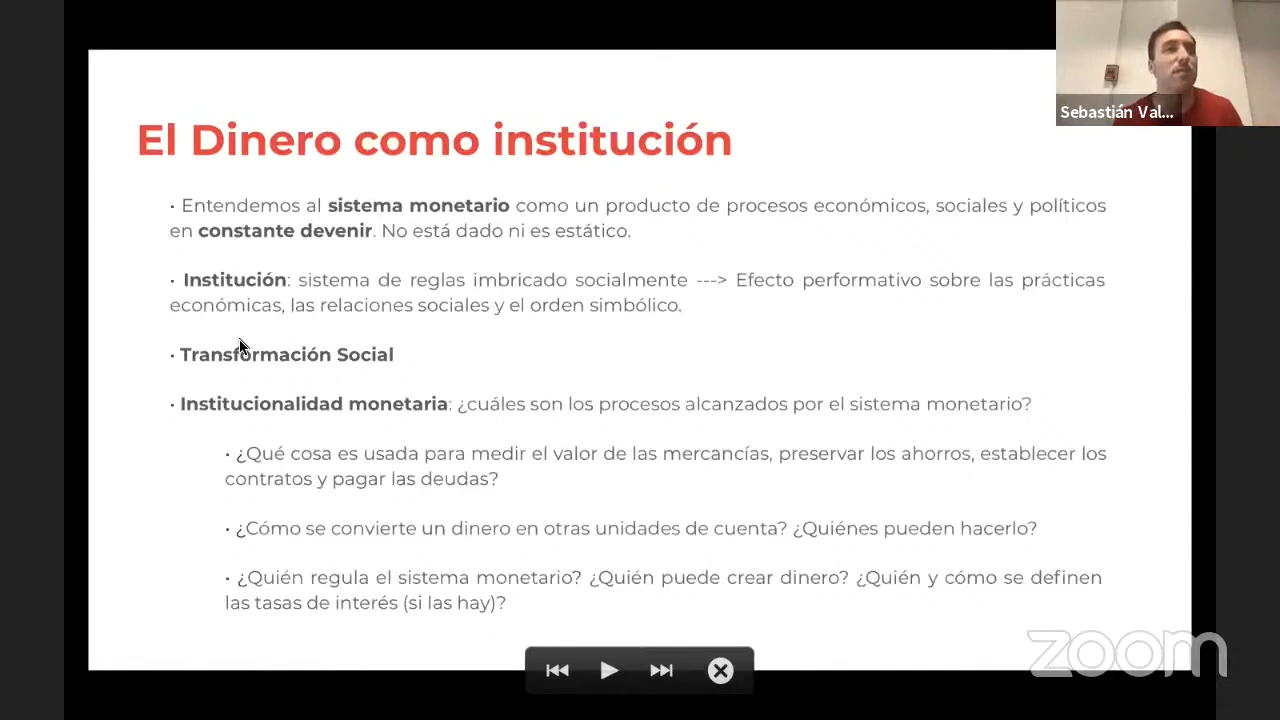 Sebastián Val...
El Dinero como institución
· Entendemos al sistema monetario como un producto de procesos económicos, sociales y políticos
en constante devenir. No está dado ni es estático.
· Institución: sistema de reglas imbricado socialmente ---> Efecto performativo sobre las prácticas
económicas, las relaciones sociales y el orden simbólico.
· Transformación Social
· Institucionalidad monetaria: ¿cuáles son los procesos alcanzados por el sistema monetario?
· ¿Qué cosa es usada para medir el valor de las mercancías, preservar los ahorros, establecer los
contratos y pagar las deudas?
· ¿Cómo se convierte un dinero en otras unidades de cuenta? ¿Quiénes pueden hacerlo?
· ¿Quién regula el sistema monetario? ¿Quién puede crear dinero? ¿Quién y cómo se definen
las tasas de interés (si las hay)?
zoom